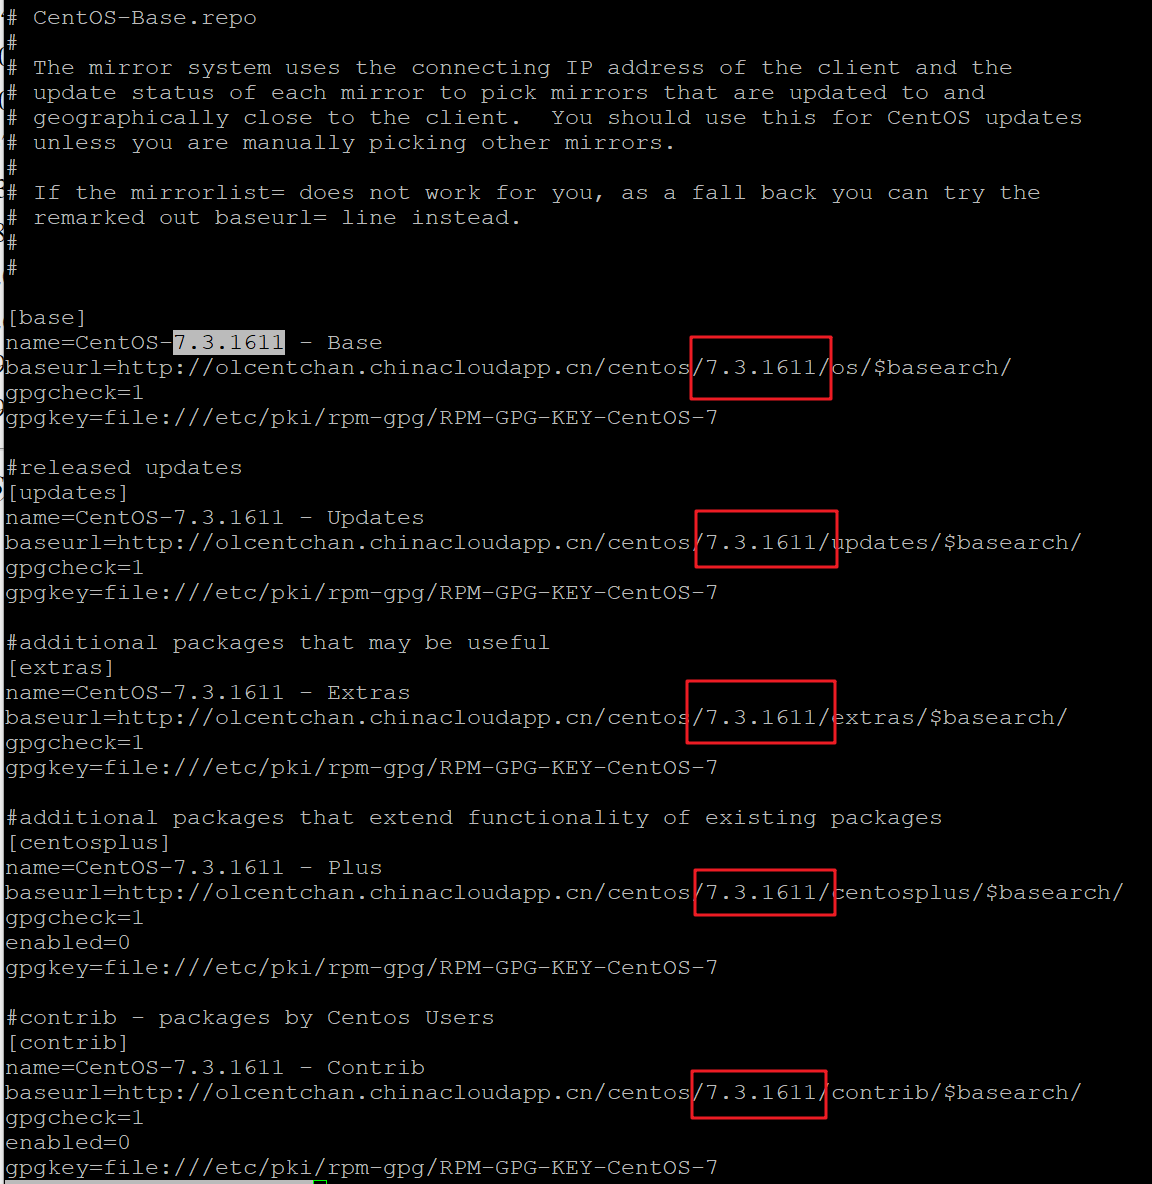 # CentOS-Base.repo
#
# The mirror system uses the connecting IP address of the client and the
# update status of each mirror to pick mirrors that are updated to and
# geographically close to the client.  You should use this for CentOS updates
# unless you are manually picking other mirrors.
#
# If the mirrorlist= does not work for you, as a fall back you can try the
# remarked out baseurl= line instead.
#
#
[base]
name=CentOS-7.3.1611 - Base
baseurl=http://olcentchan.chinacloudapp.cn/centos/7.3.1611/os/$basearch/
gpgcheck=1
gpgkey=file:///etc/pki/rpm-gpg/RPM-GPG-KEY-CentOS-7
#released updates
[updates]
name=CentOS-7.3.1611 - Updates
baseurl=http://olcentchan.chinacloudapp.cn/centos/7.3.1611/updates/$basearch/
gpgcheck=1
gpgkey=file:///etc/pki/rpm-gpg/RPM-GPG-KEY-CentOS-7
#additional packages that may be useful
[extras]
name=CentOS-7.3.1611 - Extras
baseurl=http://olcentchan.chinacloudapp.cn/centos/7.3.1611/extras/$basearch/
gpgcheck=1
gpgkey=file:///etc/pki/rpm-gpg/RPM-GPG-KEY-CentOS-7
#additional packages that extend functionality of existing packages
[centosplus]
name=CentOS-7.3.1611 - Plus
baseurl=http://olcentchan.chinacloudapp.cn/centos/7.3.1611/centosplus/$basearch/
gpgcheck=1
enabled=0
gpgkey=file:///etc/pki/rpm-gpg/RPM-GPG-KEY-CentOS-7
#contrib - packages by Centos Users
[contrib]
name=CentOS-7.3.1611 - Contrib
baseurl=http://olcentchan.chinacloudapp.cn/centos/7.3.1611/contrib/$basearch/
gpgcheck=1
enabled=0
gpgkey=file:///etc/pki/rpm-gpg/RPM-GPG-KEY-CentOS-7